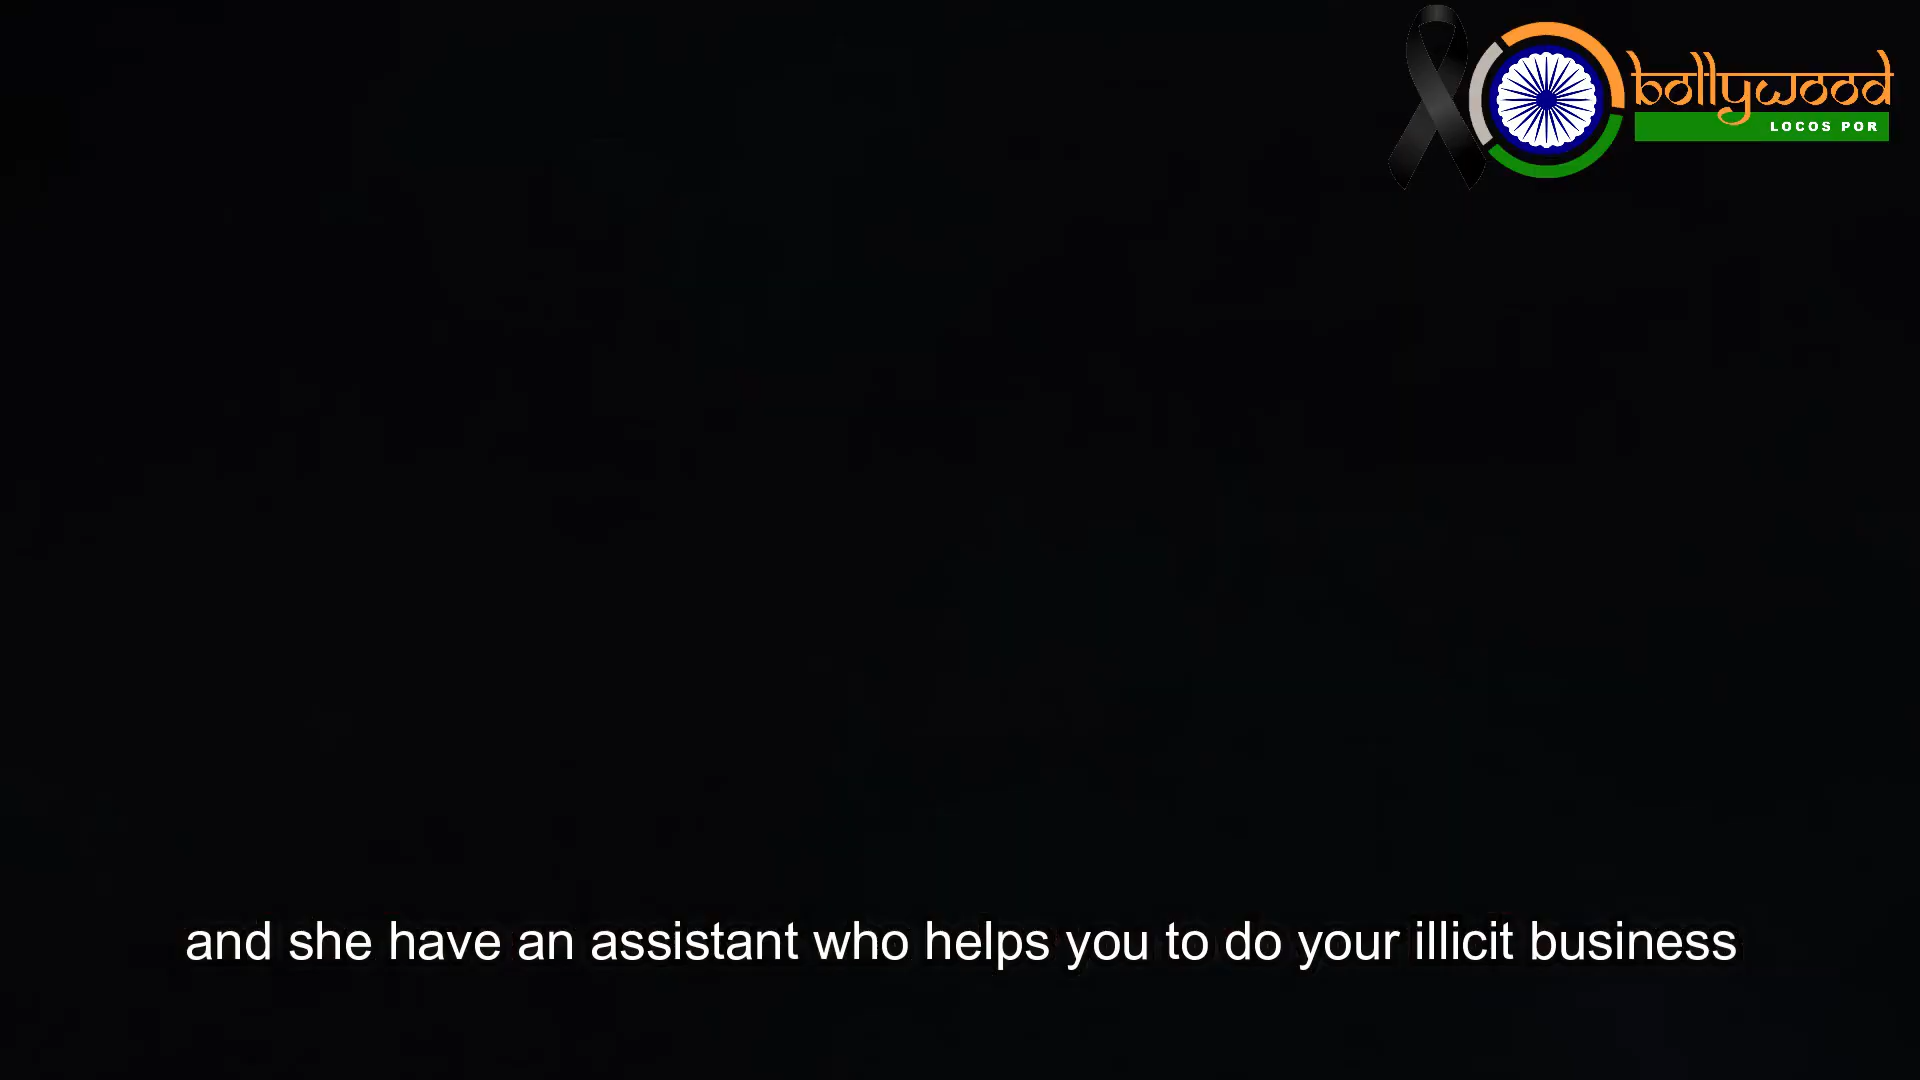 bollywood
LOCOS POR
and she have an assistant who helps you to do your illicit business